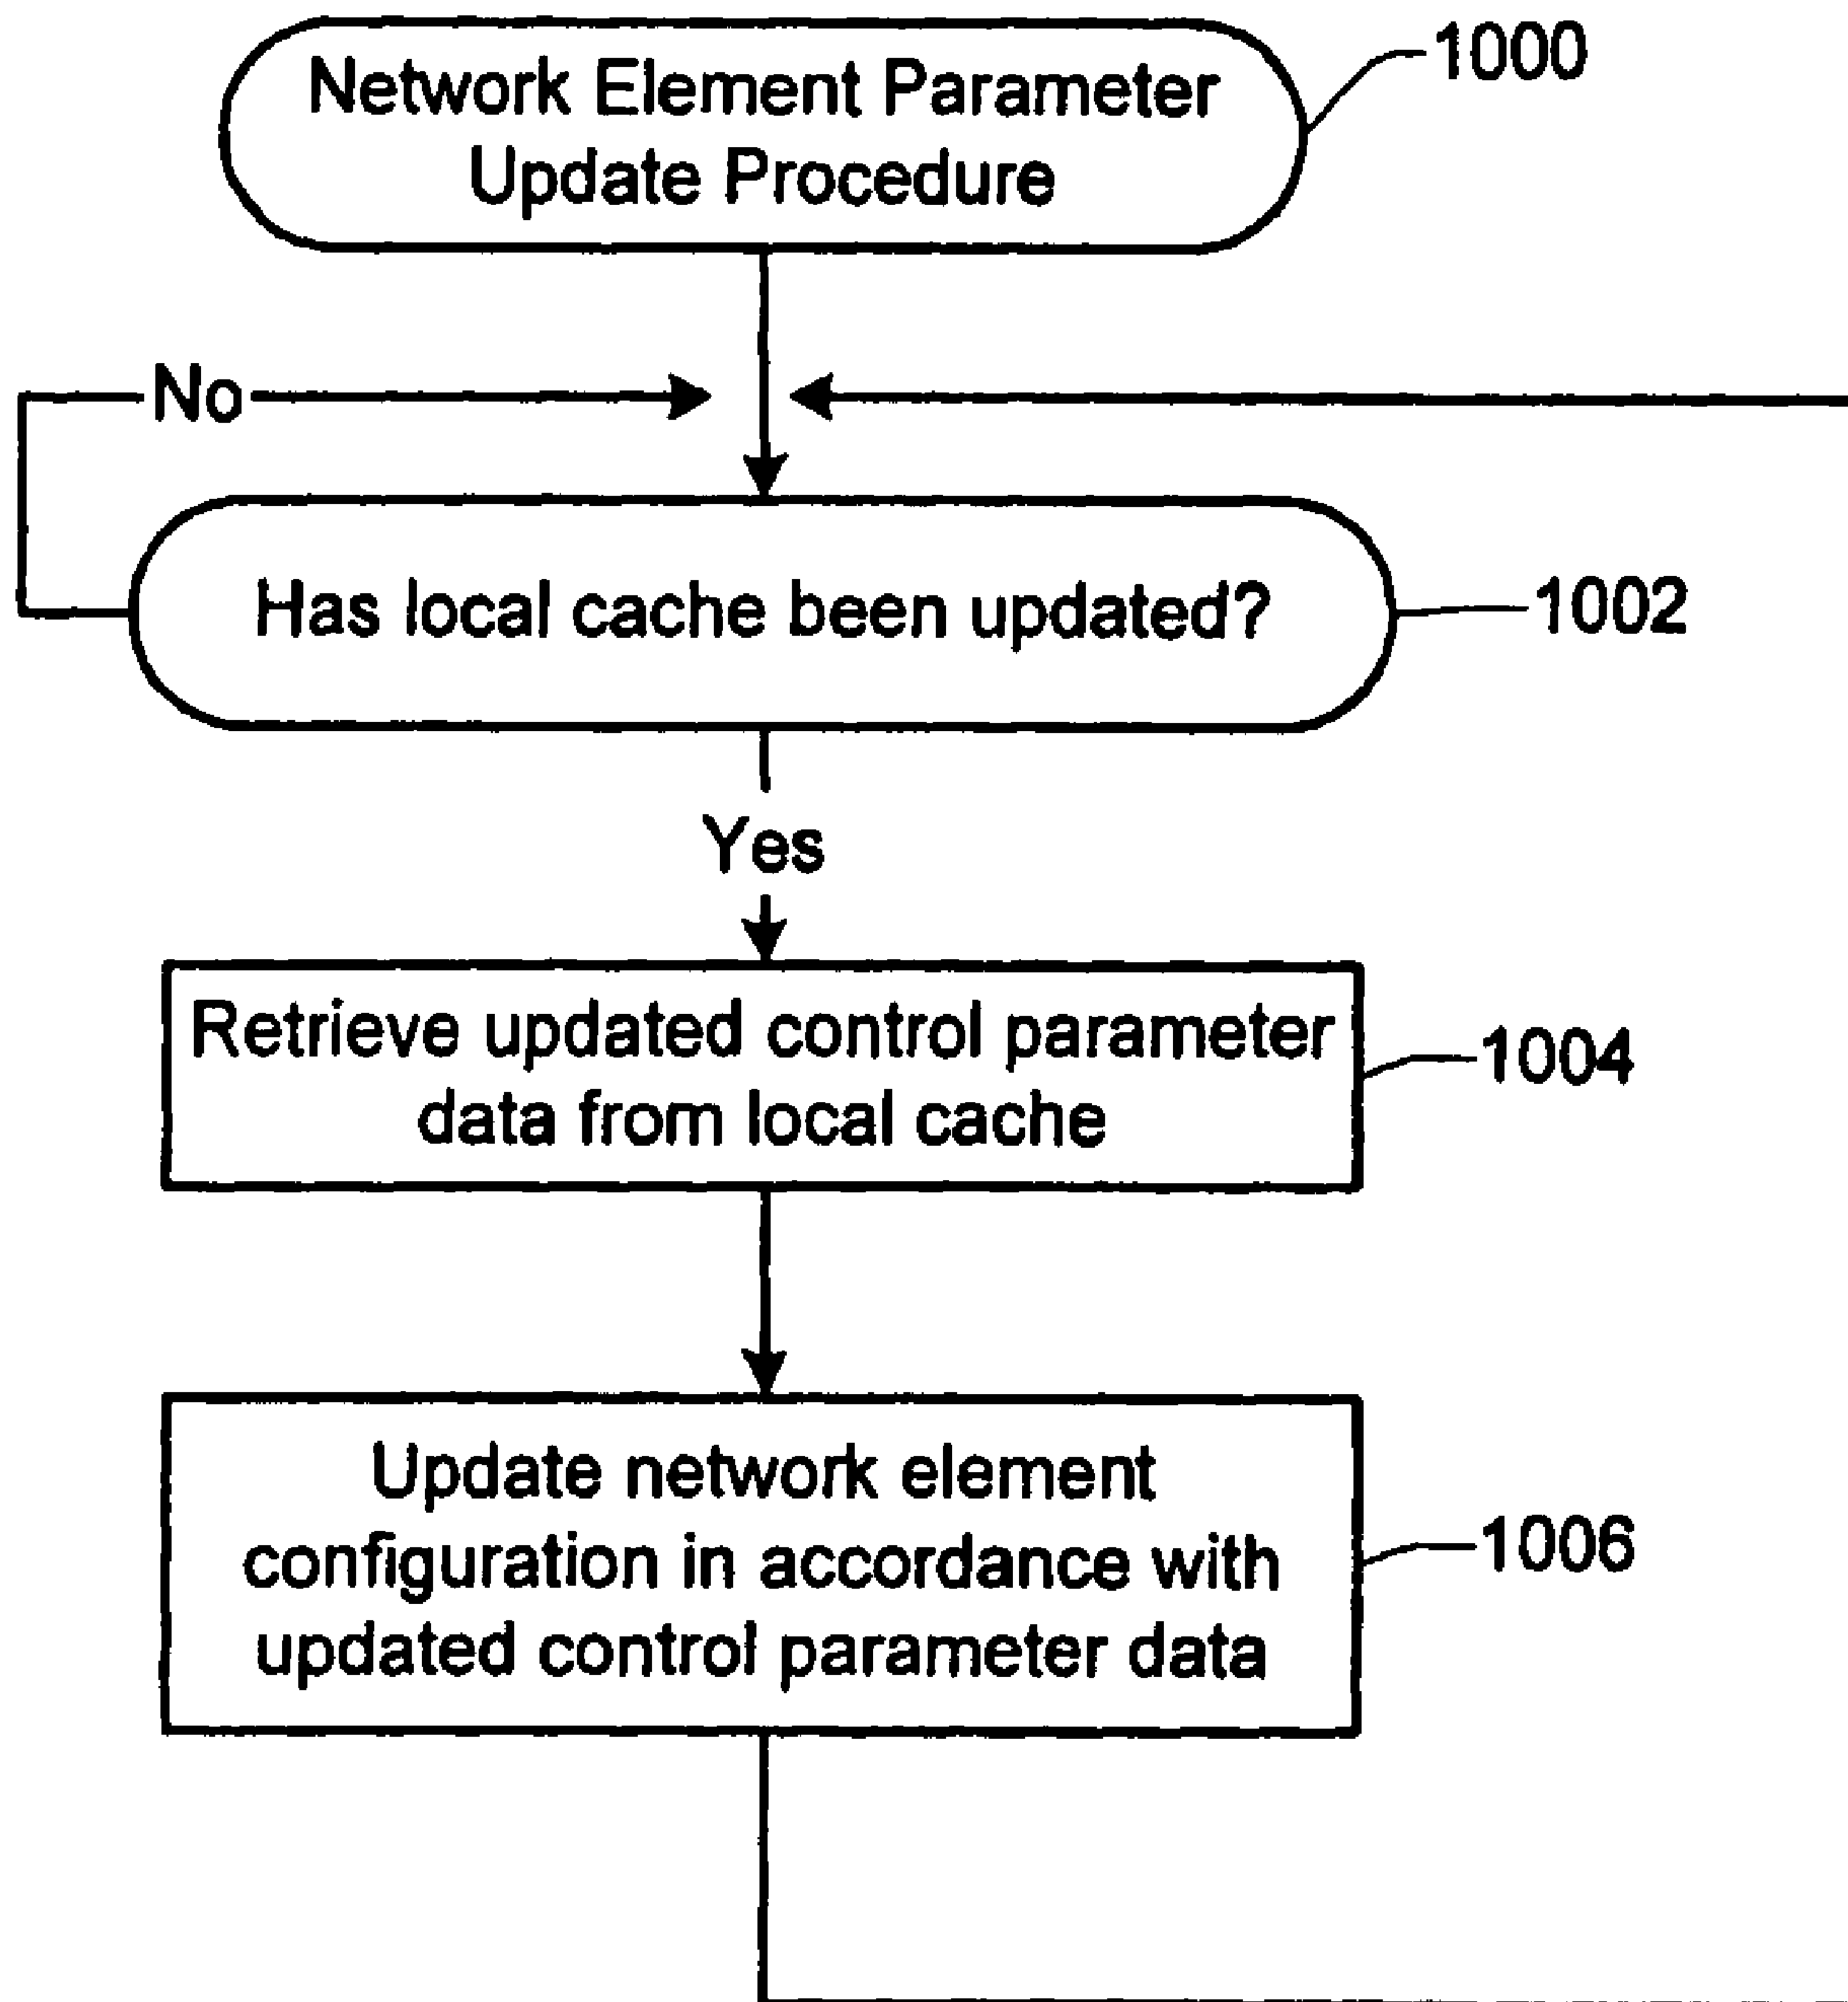 Network Element Parameter
Update Procedure
1000
No
Has local cache been updated?
1002
Yes
Retrieve updated control parameter
data from local cache
1004
Update network element
configuration in accordance with
updated control parameter data
1006